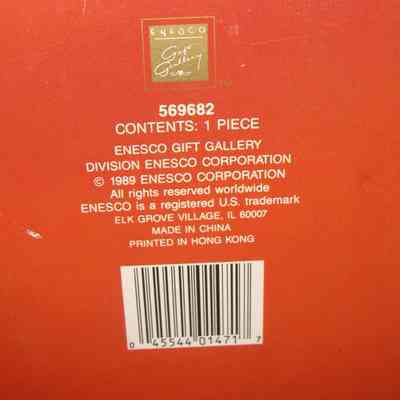 ENESCO
Gift
Gallery
TM
569682
CONTENTS: 1 PIECE
ENESCO GIFT GALLERY
DIVISION ENESCO CORPORATION
© 1989 ENESCO CORPORATION
All rights reserved worldwide
ENESCO is a registered U.S. trademark
ELK GROVE VILLAGE, IL 60007
MADE IN CHINA
PRINTED IN HONG KONG
0 45544 01471 7